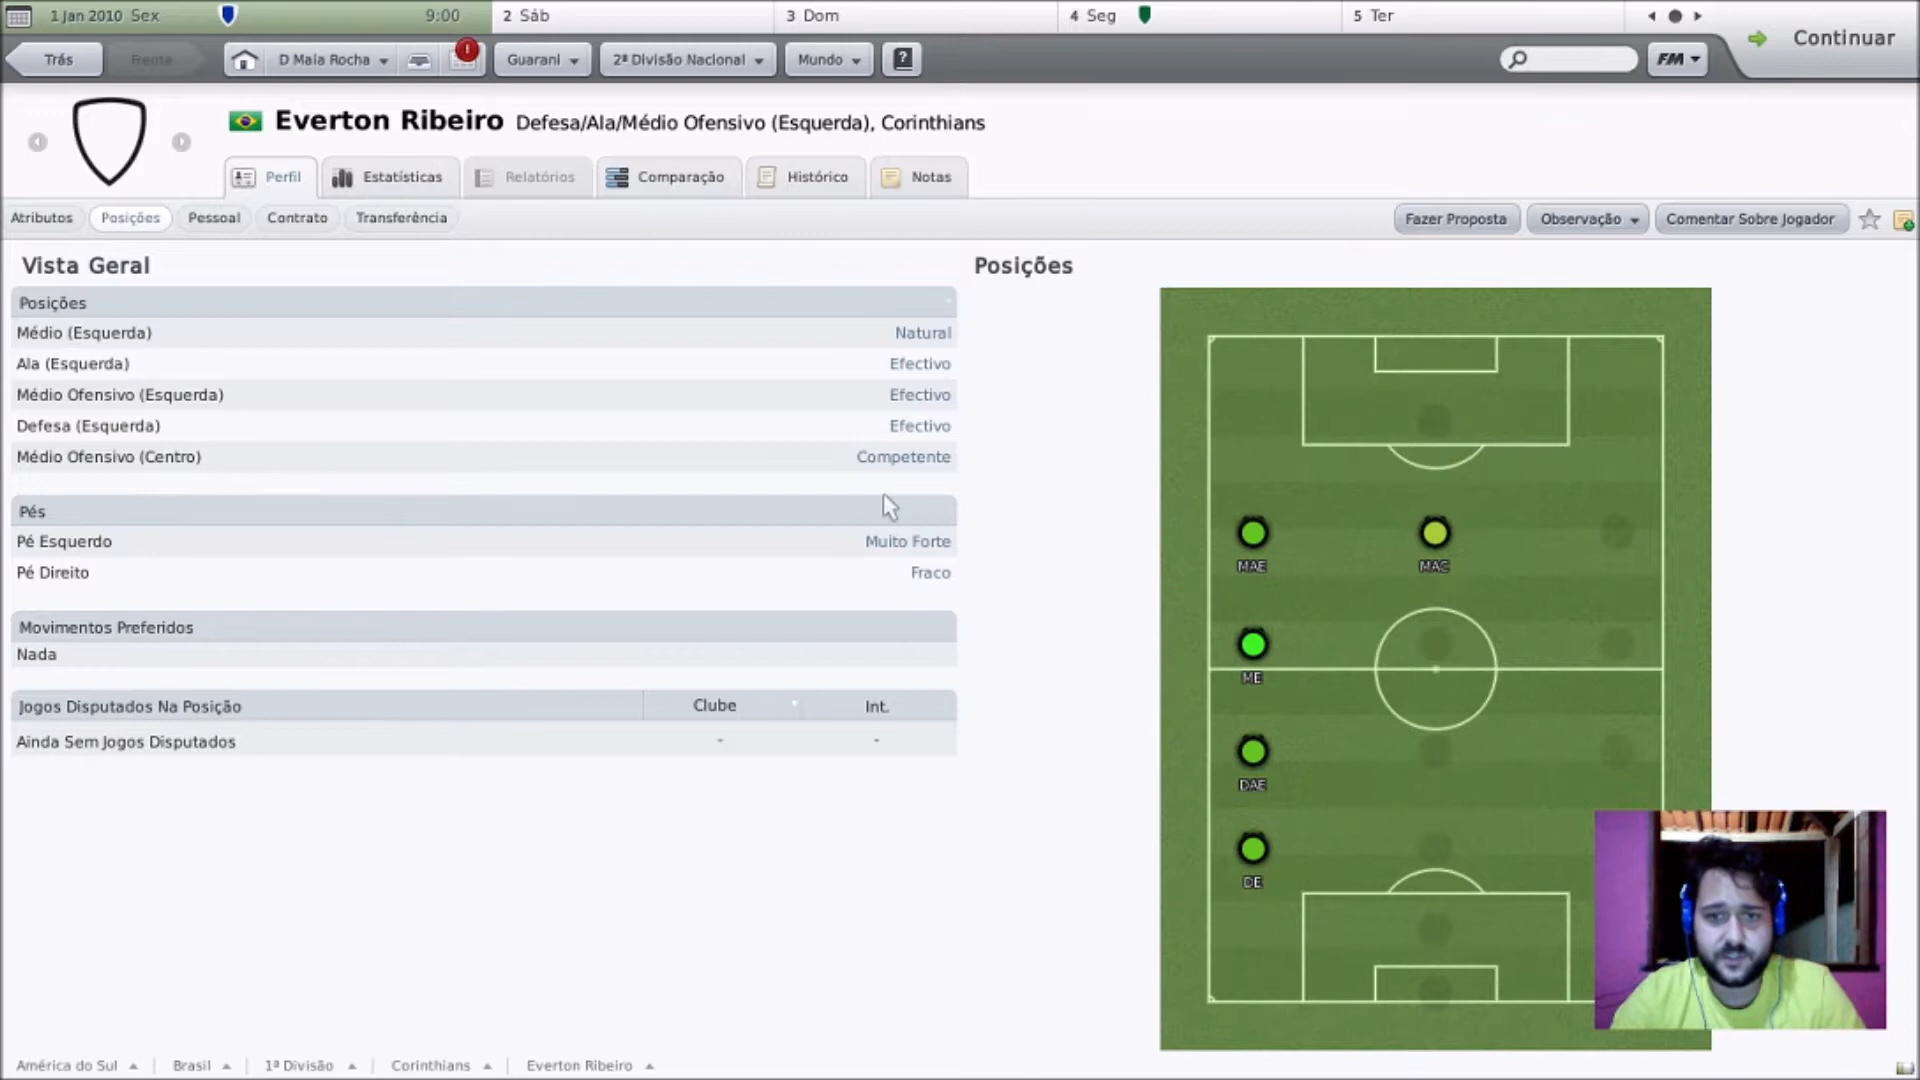 1 Jan 2010 Sex 9:00 2 Sáb 3 Dom 4 Seg 5 Ter
Continuar
Trás Frente D Maia Rocha Guarani 2ª Divisão Nacional Mundo ? FM
Everton Ribeiro Defesa/Ala/Médio Ofensivo (Esquerda), Corinthians
Perfil Estatísticas Relatórios Comparação Histórico Notas
Atributos Posições Pessoal Contrato Transferência Fazer Proposta Observação Comentar Sobre Jogador
Vista Geral
Posições
Médio (Esquerda) Natural
Ala (Esquerda) Efectivo
Médio Ofensivo (Esquerda) Efectivo
Defesa (Esquerda) Efectivo
Médio Ofensivo (Centro) Competente
Pés
Pé Esquerdo Muito Forte
Pé Direito Fraco
Movimentos Preferidos
Nada
Jogos Disputados Na Posição Clube Int.
Ainda Sem Jogos Disputados - -
Posições
MAE MAC
ME
DAE
DE
América do Sul Brasil 1ª Divisão Corinthians Everton Ribeiro